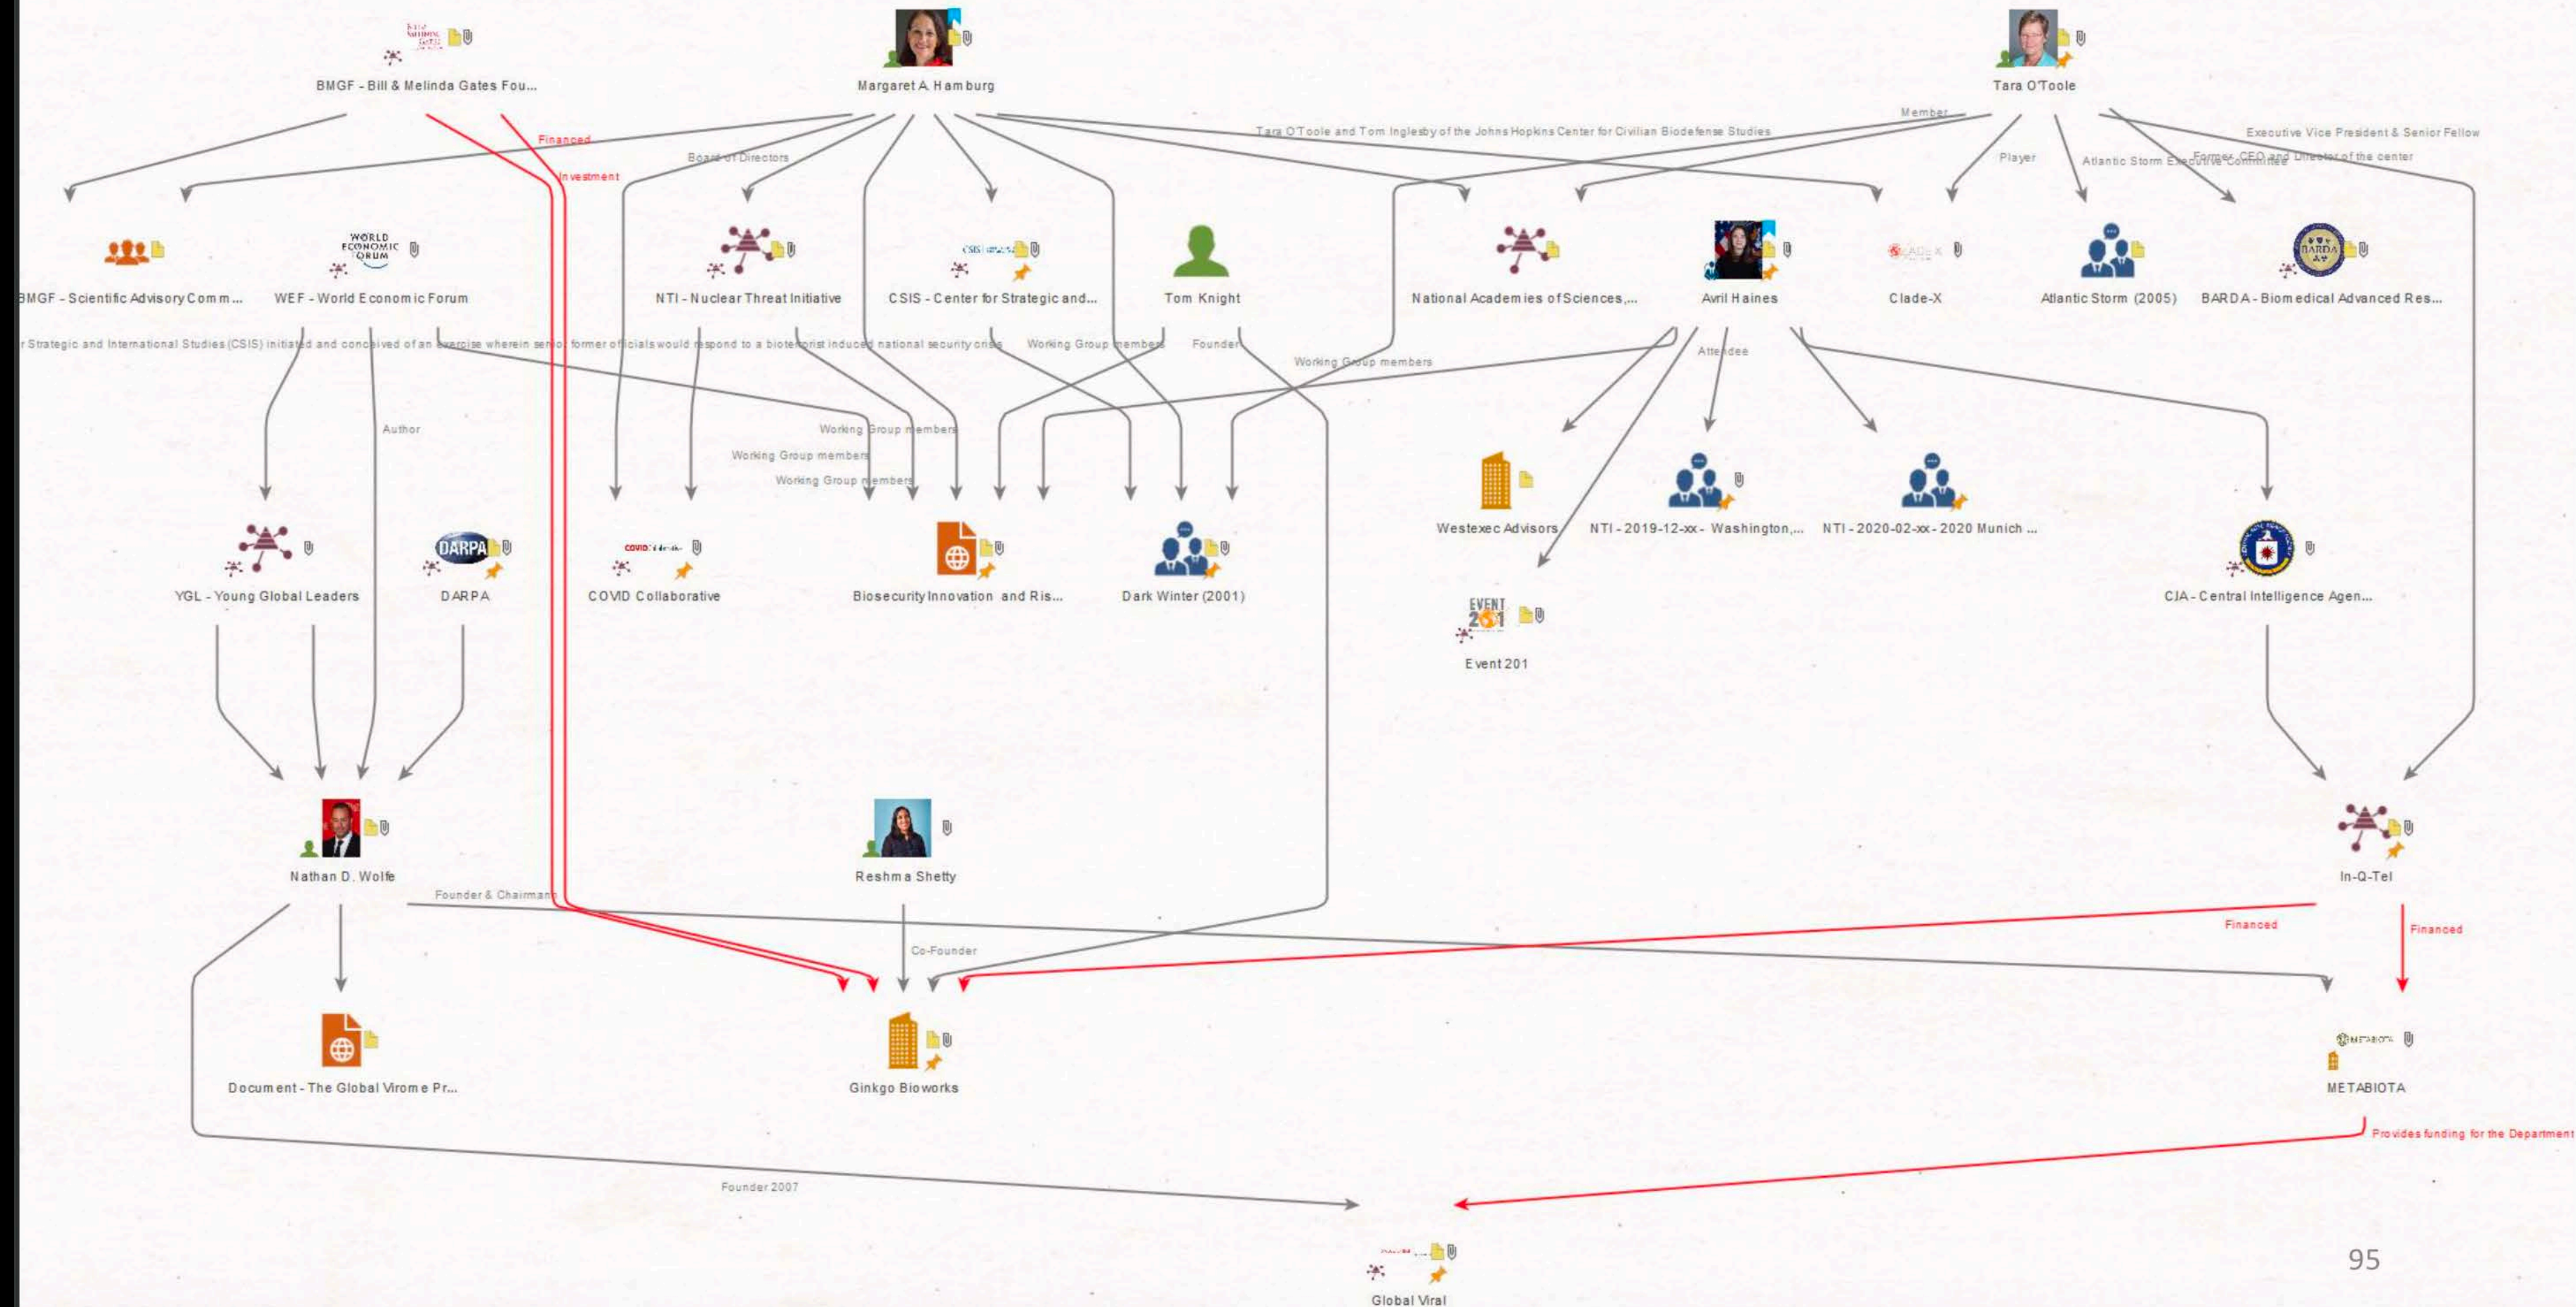 BMGF - Bill & Melinda Gates Fou...
Margaret A. Hamburg
Tara O'Toole
Member
Financed
Tara O'Toole and Tom Inglesby of the Johns Hopkins Center for Civilian Biodefense Studies
Executive Vice President & Senior Fellow
Board of Directors
Player
Atlantic Storm Executive Committee
Former CEO and Director of the center
Investment
WORLD
ECONOMIC
FORUM
CSIS
CLADE X
BARDA
BMGF - Scientific Advisory Comm...
WEF - World Economic Forum
NTI - Nuclear Threat Initiative
CSIS - Center for Strategic and...
Tom Knight
National Academies of Sciences,...
Avril Haines
Clade-X
Atlantic Storm (2005)
BARDA - Biomedical Advanced Res...
r Strategic and International Studies (CSIS) initiated and conceived of an exercise wherein senior former officials would respond to a bioterrorist induced national security crisis
Working Group members
Founder
Attendee
Working Group members
Author
Working Group members
Working Group members
Working Group members
Westexec Advisors
NTI - 2019-12-xx - Washington,...
NTI - 2020-02-xx - 2020 Munich ...
DARPA
COVID
YGL - Young Global Leaders
DARPA
COVID Collaborative
Biosecurity Innovation and Ris...
Dark Winter (2001)
CIA - Central Intelligence Agen...
EVENT
201
Event 201
Nathan D. Wolfe
Reshma Shetty
In-Q-Tel
Founder & Chairman
Financed
Financed
Co-Founder
METABIOTA
Document - The Global Virome Pr...
Ginkgo Bioworks
METABIOTA
Provides funding for the Department
Founder 2007
95
Global Viral